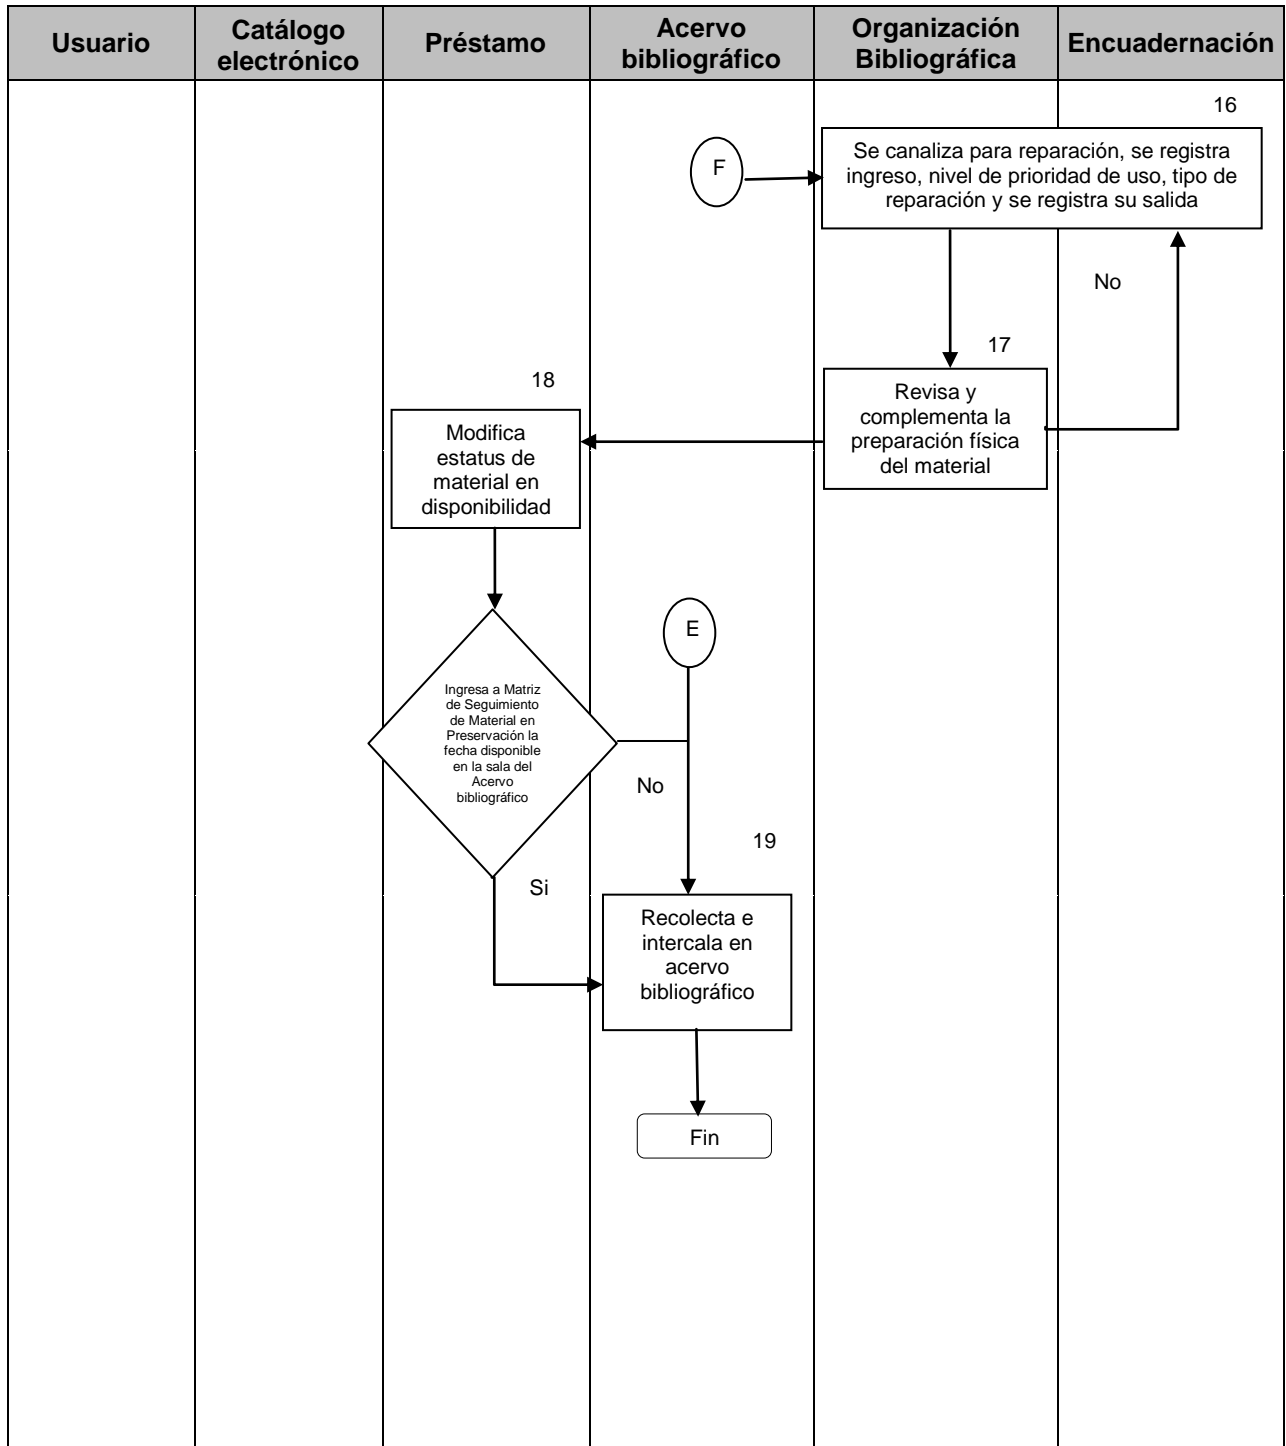 Usuario
Catálogo
electrónico
Préstamo
Acervo
bibliográfico
Organización
Bibliográfica
Encuadernación
16
F
Se canaliza para reparación, se registra
ingreso, nivel de prioridad de uso, tipo de
reparación y se registra su salida
No
17
Revisa y
complementa la
preparación física
del material
18
Modifica
estatus de
material en
disponibilidad
E
Ingresa a Matriz
de Seguimiento
de Material en
Preservación la
fecha disponible
en la sala del
Acervo
bibliográfico
No
19
Si
Recolecta e
intercala en
acervo
bibliográfico
Fin